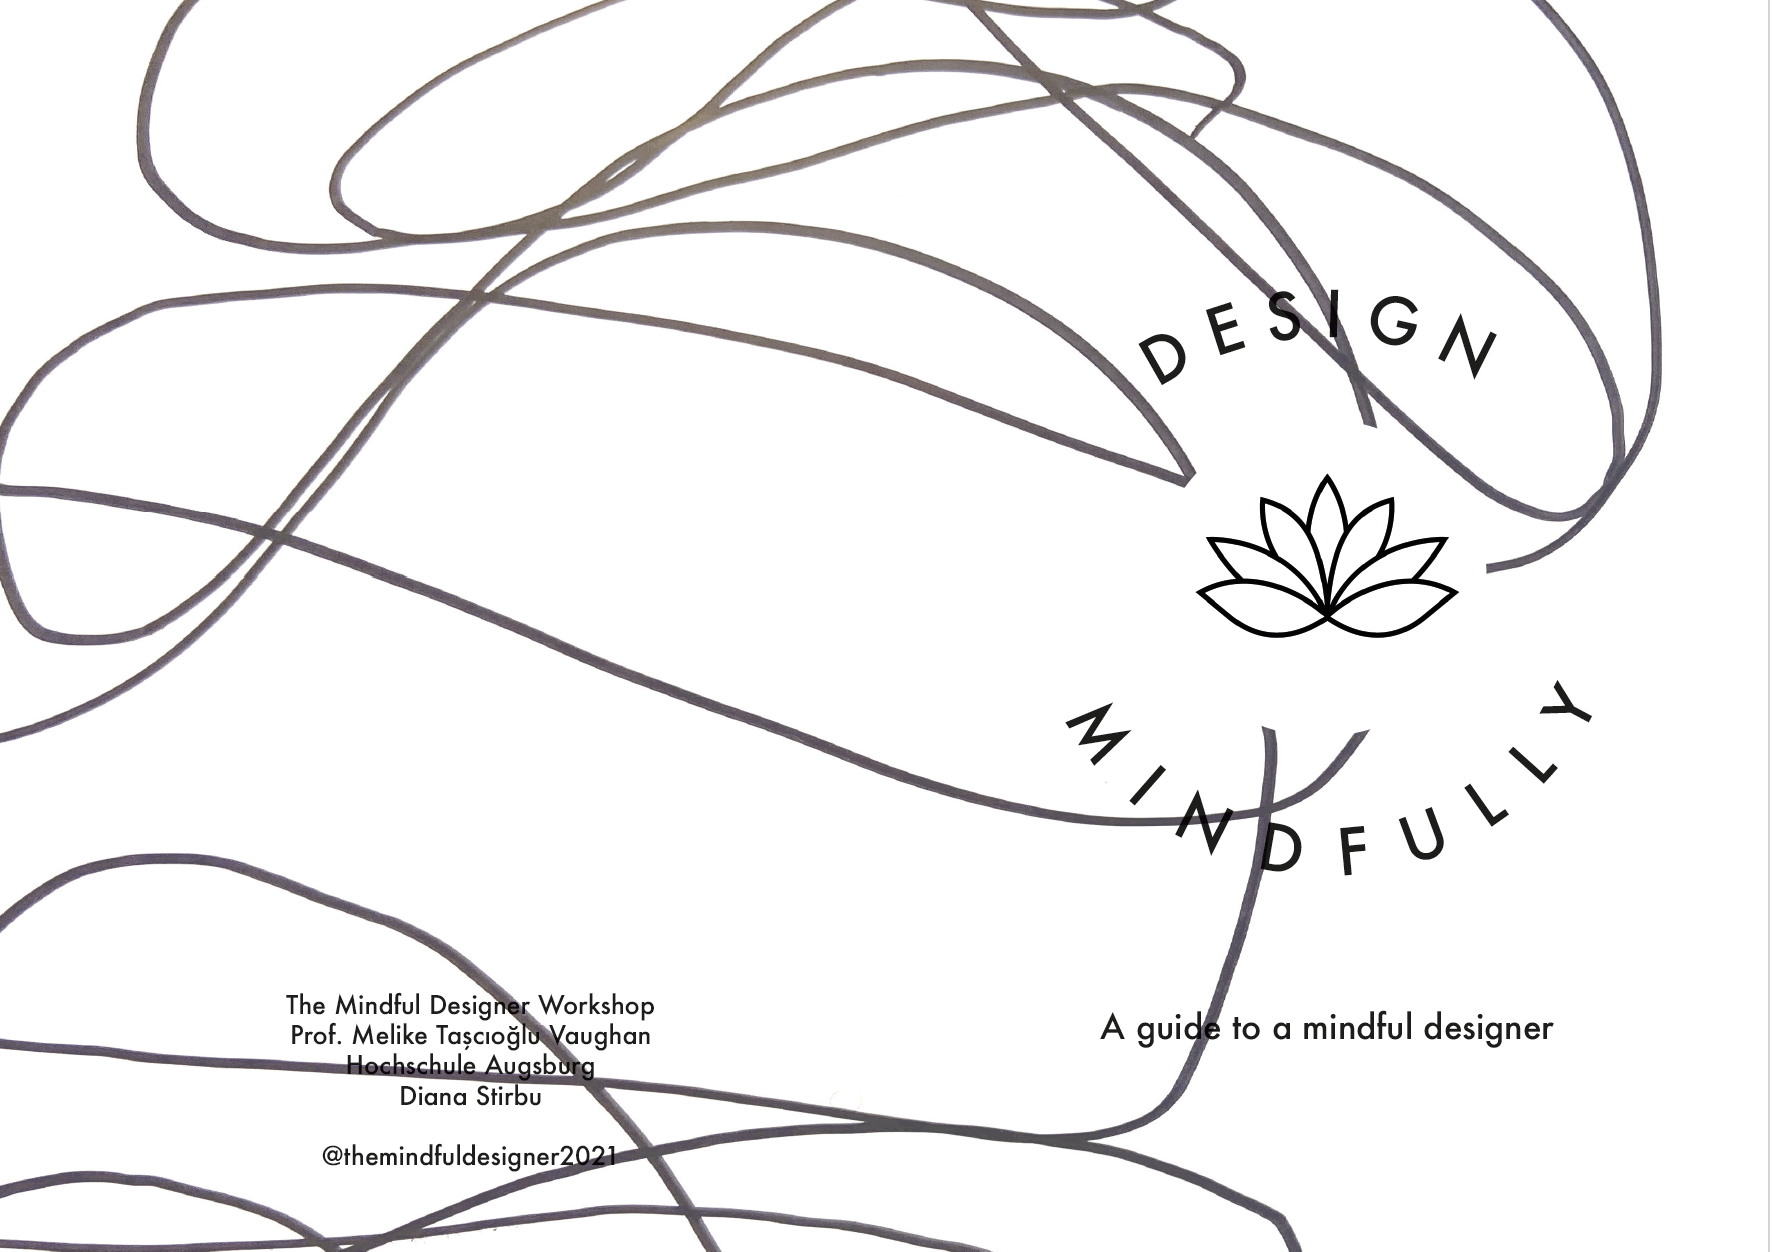 DESIGN
MINDFULLY
A guide to a mindful designer
The Mindful Designer Workshop
Prof. Melike Taşcıoğlu Vaughan
Hochschule Augsburg
Diana Stirbu
@themindfuldesigner2021